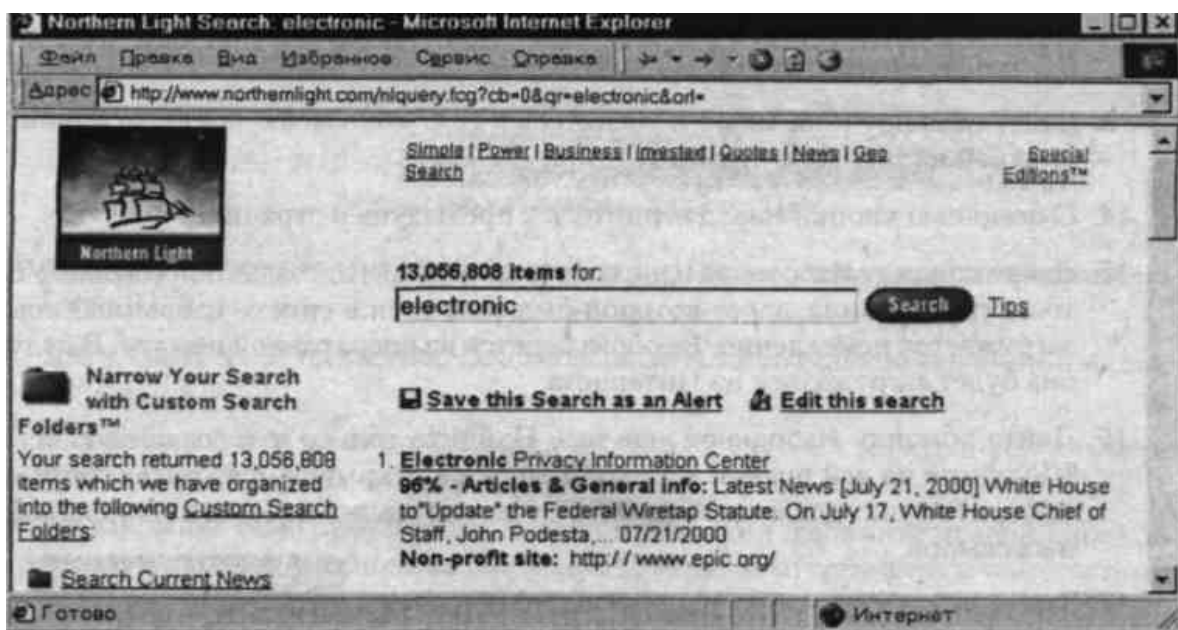 Northern Light Search: electronic - Microsoft Internet Explorer
Файл Правка Вид Избранное Сервис Справка
Адрес http://www.northernlight.com/nlquery.fcg?cb=0&qr=electronic&orl=
Simple | Power | Business | Invested | Quotes | News | Geo
Search
Special
Editions™
Northern Light
13,056,808 items for:
electronic
Search Tips
Narrow Your Search
with Custom Search
Folders™
Your search returned 13,056,808
items which we have organized
into the following Custom Search
Folders:
Search Current News
Save this Search as an Alert Edit this search
1. Electronic Privacy Information Center
96% - Articles & General info: Latest News [July 21, 2000] White House
to"Update" the Federal Wiretap Statute. On July 17, White House Chief of
Staff, John Podesta,... 07/21/2000
Non-profit site: http://www.epic.org/
Готово
Интернет